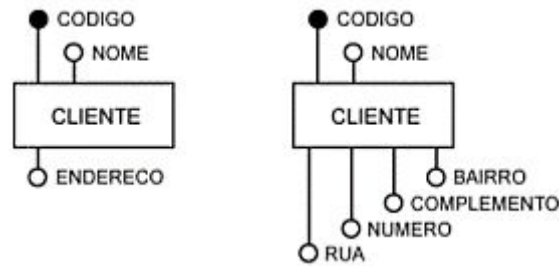 CODIGO
NOME
CLIENTE
ENDERECO
CODIGO
NOME
CLIENTE
BAIRRO
COMPLEMENTO
NUMERO
RUA